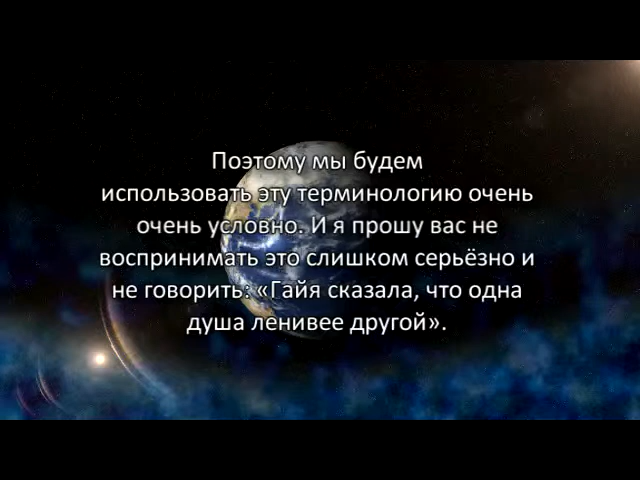 Поэтому мы будем
использовать эту терминологию очень
очень условно. И я прошу вас не
воспринимать это слишком серьёзно и
не говорить: «Гайя сказала, что одна
душа ленивее другой».